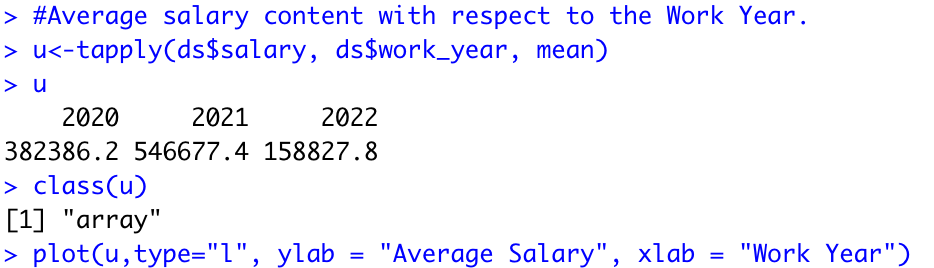 > #Average salary content with respect to the Work Year.
> u<-tapply(ds$salary, ds$work_year, mean)
> u
    2020     2021     2022
382386.2 546677.4 158827.8
> class(u)
[1] "array"
> plot(u,type="l", ylab = "Average Salary", xlab = "Work Year")